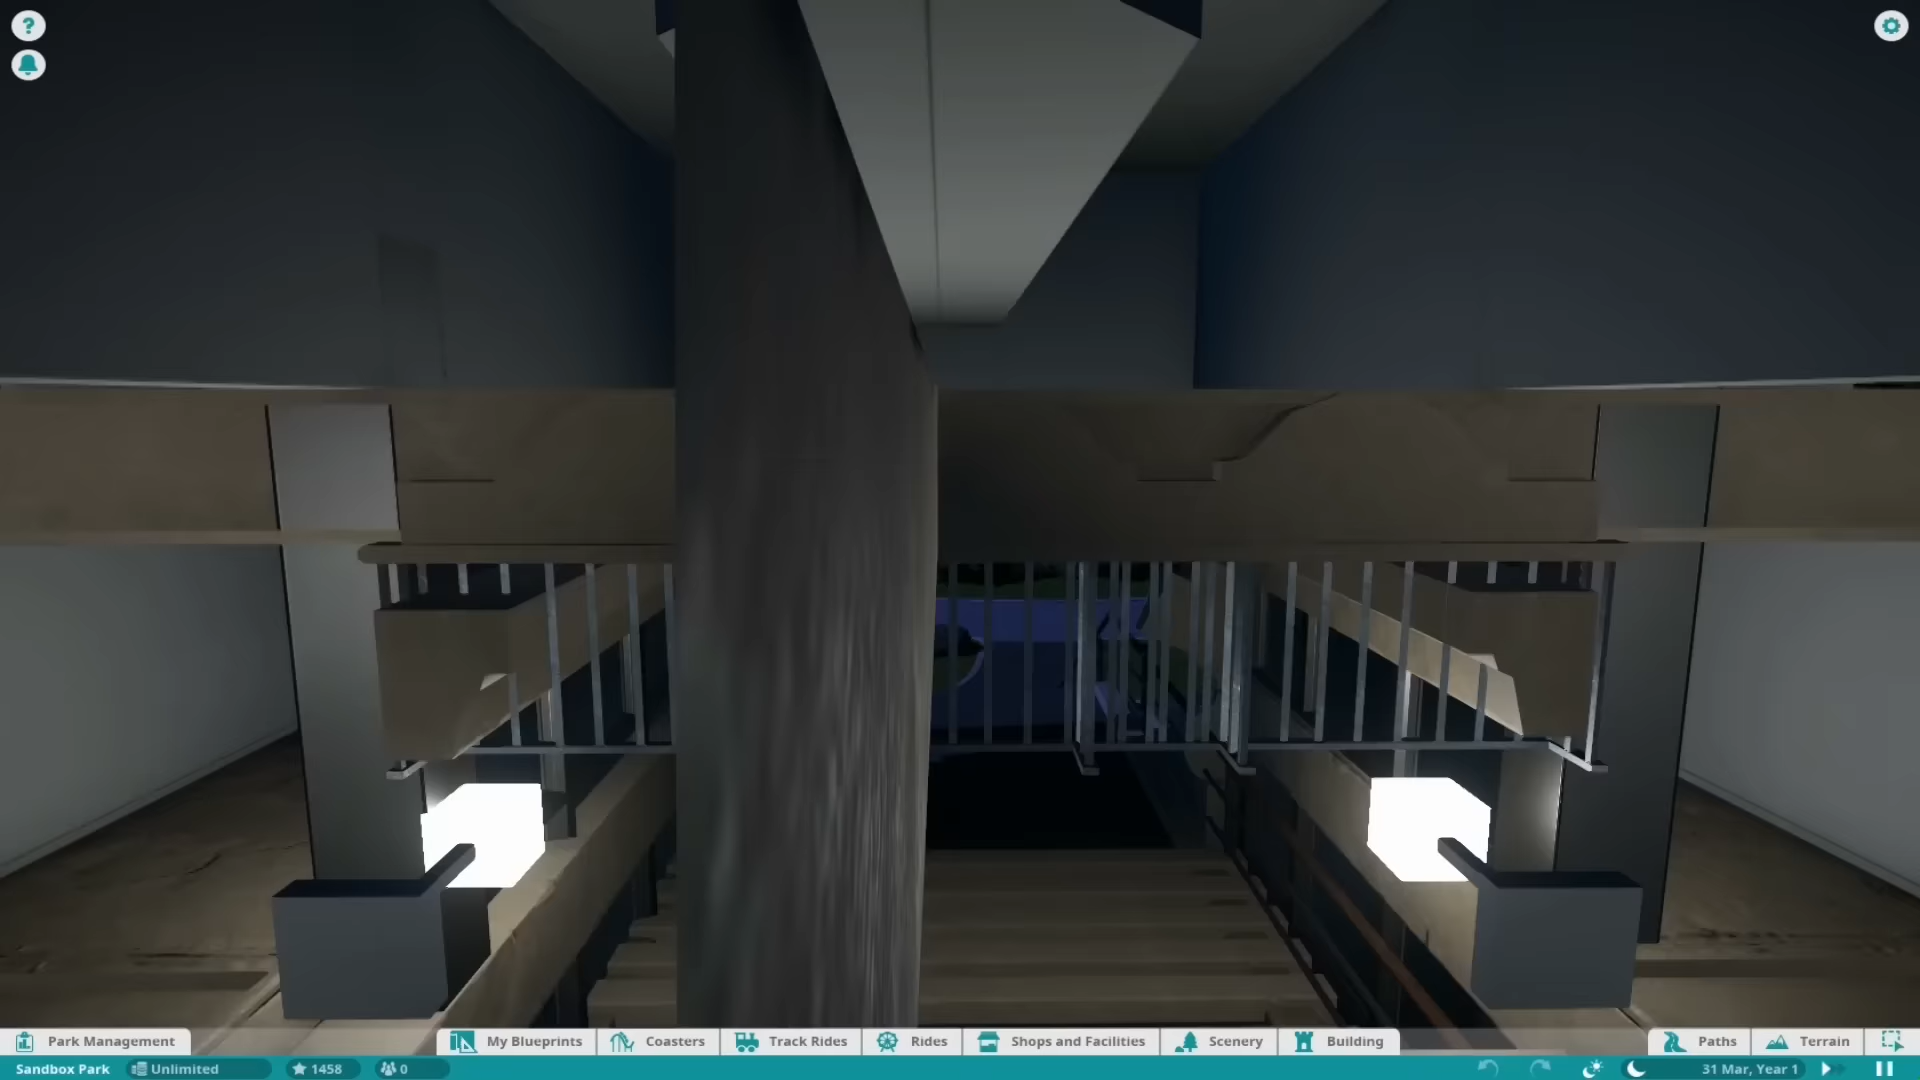 ?
Park Management
My Blueprints
Coasters
Track Rides
Rides
Shops and Facilities
Scenery
Building
Paths
Terrain
Sandbox Park
Unlimited
1458
0
31 Mar, Year 1